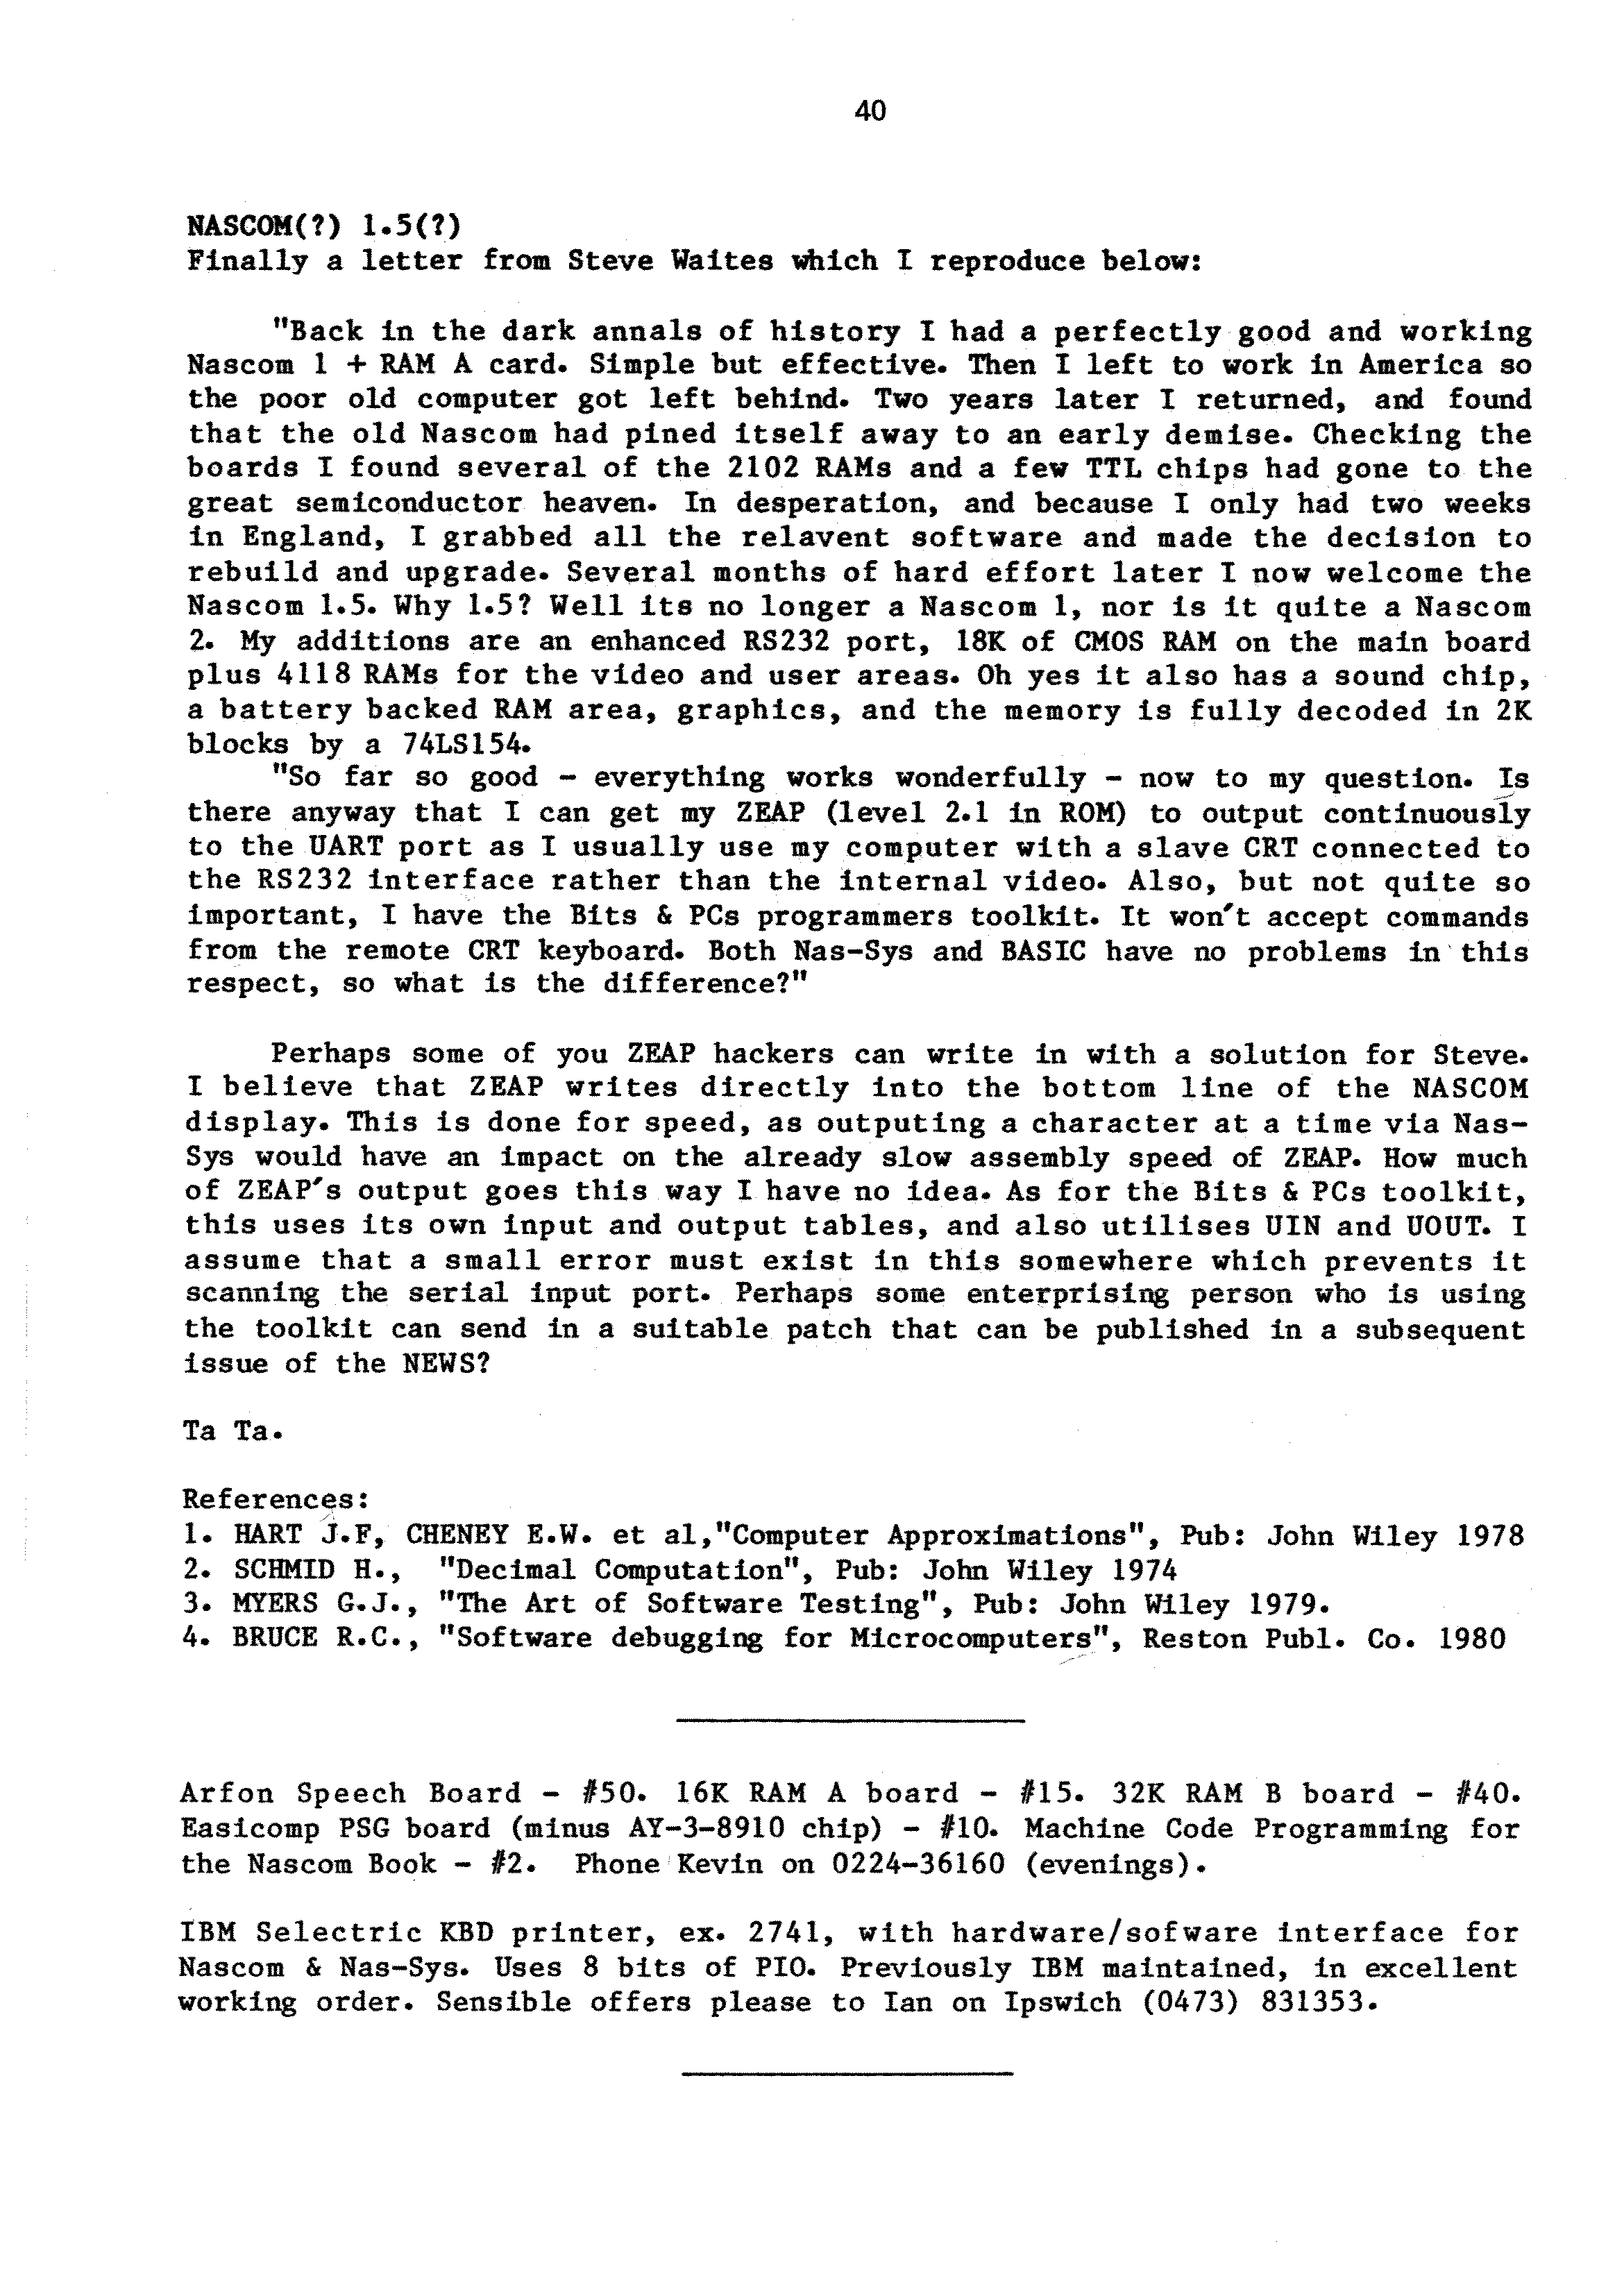 40
NASCOM(?) 1.5(?)
Finally a letter from Steve Waites which I reproduce below:
"Back in the dark annals of history I had a perfectly good and working
Nascom 1 + RAM A card. Simple but effective. Then I left to work in America so
the poor old computer got left behind. Two years later I returned, and found
that the old Nascom had pined itself away to an early demise. Checking the
boards I found several of the 2102 RAMs and a few TTL chips had gone to the
great semiconductor heaven. In desperation, and because I only had two weeks
in England, I grabbed all the relavent software and made the decision to
rebuild and upgrade. Several months of hard effort later I now welcome the
Nascom 1.5. Why 1.5? Well its no longer a Nascom 1, nor is it quite a Nascom
2. My additions are an enhanced RS232 port, 18K of CMOS RAM on the main board
plus 4118 RAMs for the video and user areas. Oh yes it also has a sound chip,
a battery backed RAM area, graphics, and the memory is fully decoded in 2K
blocks by a 74LS154.
"So far so good - everything works wonderfully - now to my question. Is
there anyway that I can get my ZEAP (level 2.1 in ROM) to output continuously
to the UART port as I usually use my computer with a slave CRT connected to
the RS232 interface rather than the internal video. Also, but not quite so
important, I have the Bits & PCs programmers toolkit. It won't accept commands
from the remote CRT keyboard. Both Nas-Sys and BASIC have no problems in this
respect, so what is the difference?"
Perhaps some of you ZEAP hackers can write in with a solution for Steve.
I believe that ZEAP writes directly into the bottom line of the NASCOM
display. This is done for speed, as outputing a character at a time via Nas-
Sys would have an impact on the already slow assembly speed of ZEAP. How much
of ZEAP's output goes this way I have no idea. As for the Bits & PCs toolkit,
this uses its own input and output tables, and also utilises UIN and UOUT. I
assume that a small error must exist in this somewhere which prevents it
scanning the serial input port. Perhaps some enterprising person who is using
the toolkit can send in a suitable patch that can be published in a subsequent
issue of the NEWS?
Ta Ta.
References:
1. HART J.F, CHENEY E.W. et al,"Computer Approximations", Pub: John Wiley 1978
2. SCHMID H., "Decimal Computation", Pub: John Wiley 1974
3. MYERS G.J., "The Art of Software Testing", Pub: John Wiley 1979.
4. BRUCE R.C., "Software debugging for Microcomputers", Reston Publ. Co. 1980
Arfon Speech Board - #50. 16K RAM A board - #15. 32K RAM B board - #40.
Easicomp PSG board (minus AY-3-8910 chip) - #10. Machine Code Programming for
the Nascom Book - #2. Phone Kevin on 0224-36160 (evenings).
IBM Selectric KBD printer, ex. 2741, with hardware/sofware interface for
Nascom & Nas-Sys. Uses 8 bits of PIO. Previously IBM maintained, in excellent
working order. Sensible offers please to Ian on Ipswich (0473) 831353.